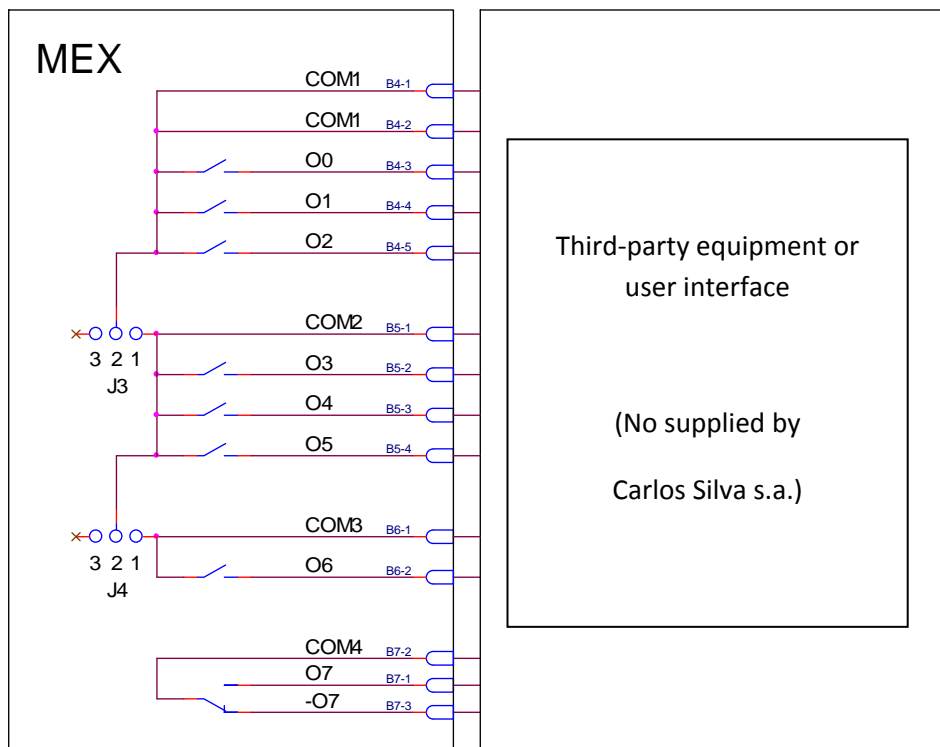 MEX
COM1 B4-1
COM1 B4-2
O0 B4-3
O1 B4-4
O2 B4-5
COM2 B5-1
3 2 1
J3
O3 B5-2
O4 B5-3
O5 B5-4
COM3 B6-1
3 2 1
J4
O6 B6-2
COM4 B7-2
O7 B7-1
-O7 B7-3
Third-party equipment or
user interface
(No supplied by
Carlos Silva s.a.)